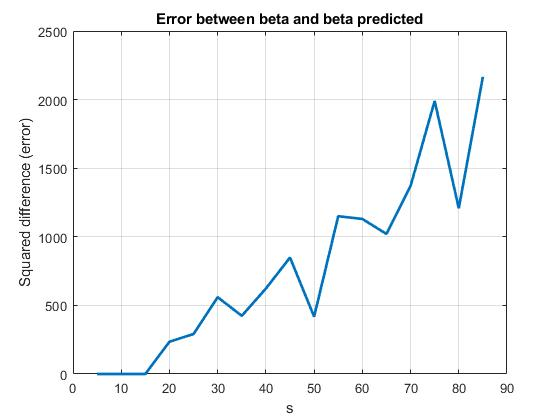 Error between beta and beta predicted
2500
2000
1500
1000
500
0
Squared difference (error)
0 10 20 30 40 50 60 70 80 90
s